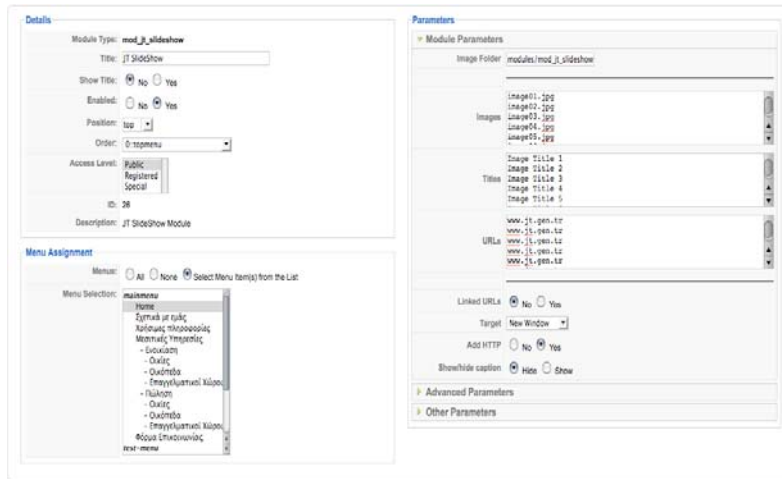 Details
Module Type: mod_jt_slideshow
Title: JT SlideShow
Show Title: No Yes
Enabled: No Yes
Position: top
Order: 0::topmenu
Access Level: Public
Registered
Special
ID: 26
Description: JT SlideShow Module
Menu Assignment
Menus: All None Select Menu Item(s) from the List
Menu Selection: mainmenu
Home
Σχετικά με εμάς
Χρήσιμες πληροφορίες
Μεσιτικές Υπηρεσίες
- Ενοικίαση
- Οικίες
- Οικόπεδα
- Επαγγελματικοί Χώροι
- Πώληση
- Οικίες
- Οικόπεδα
- Επαγγελματικοί Χώροι
Φόρμα Επικοινωνίας
Parameters
Module Parameters
Image Folder modules/mod_jt_slideshow
Images image01.jpg
image02.jpg
image03.jpg
image04.jpg
image05.jpg
Titles Image Title 1
Image Title 2
Image Title 3
Image Title 4
Image Title 5
URLs www.jt.gen.tr
www.jt.gen.tr
www.jt.gen.tr
www.jt.gen.tr
www.jt.gen.tr
Linked URLs No Yes
Target New Window
Add HTTP No Yes
Show/hide caption Hide Show
Advanced Parameters
Other Parameters